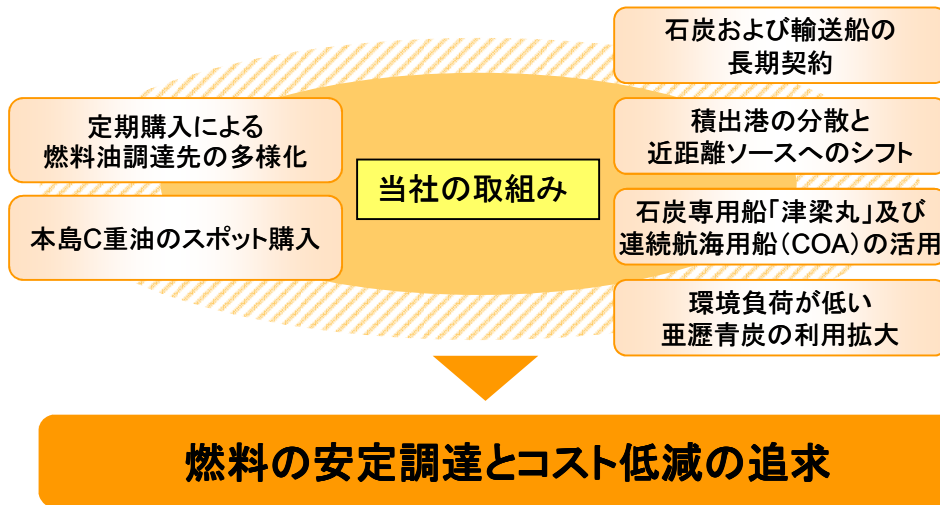 定期購入による
燃料油調達先の多様化
本島C重油のスポット購入
当社の取組み
石炭および輸送船の
長期契約
積出港の分散と
近距離ソースへのシフト
石炭専用船「津梁丸」及び
連続航海用船(COA)の活用
環境負荷が低い
亜瀝青炭の利用拡大
燃料の安定調達とコスト低減の追求